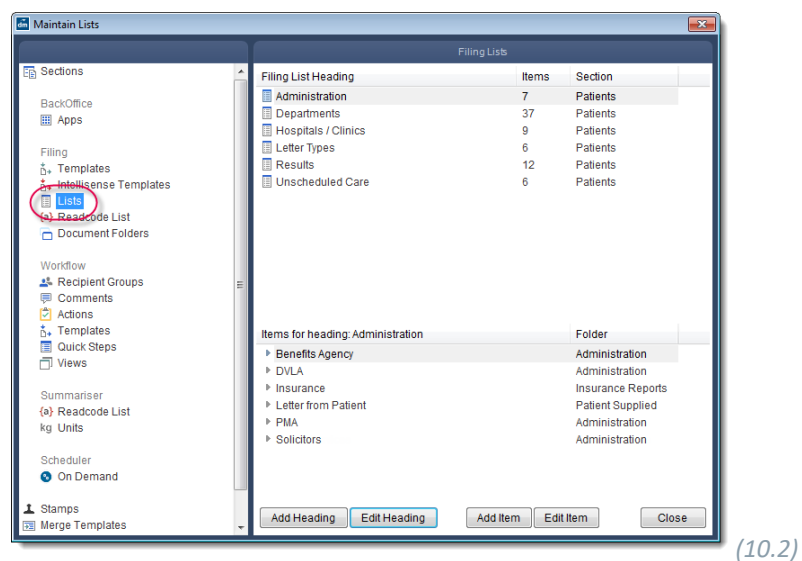 dm Maintain Lists
Sections
BackOffice
Apps
Filing
Templates
Intellisense Templates
Lists
{a} Readcode List
Document Folders
Workflow
Recipient Groups
Comments
Actions
Templates
Quick Steps
Views
Summariser
{a} Readcode List
kg Units
Scheduler
On Demand
Stamps
Merge Templates
Filing Lists
Filing List Heading Items Section
Administration 7 Patients
Departments 37 Patients
Hospitals / Clinics 9 Patients
Letter Types 6 Patients
Results 12 Patients
Unscheduled Care 6 Patients
Items for heading: Administration Folder
Benefits Agency Administration
DVLA Administration
Insurance Insurance Reports
Letter from Patient Patient Supplied
PMA Administration
Solicitors Administration
Add Heading Edit Heading Add Item Edit Item Close
(10.2)